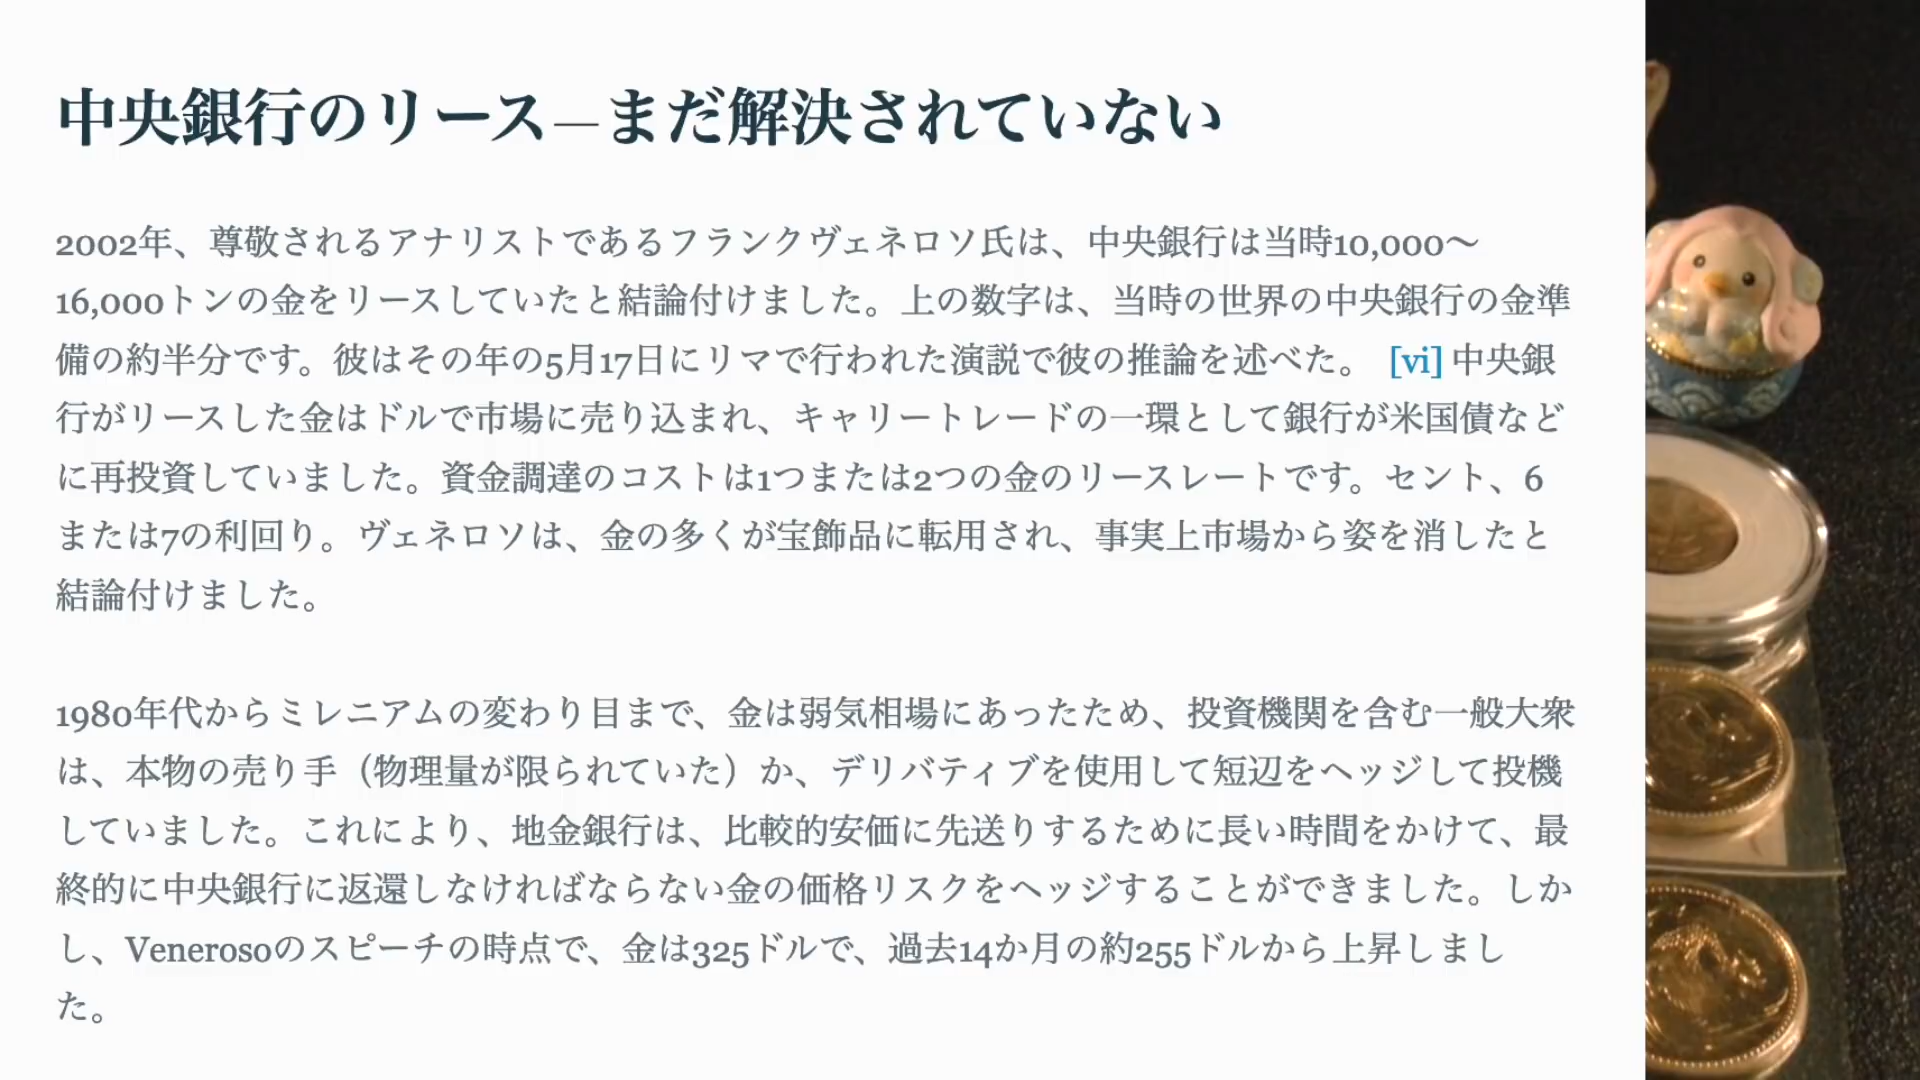 中央銀行のリース—まだ解決されていない
2002年、尊敬されるアナリストであるフランクヴェネロソ氏は、中央銀行は当時10,000〜
16,000トンの金をリースしていたと結論付けました。上の数字は、当時の世界の中央銀行の金準
備の約半分です。彼はその年の5月17日にリマで行われた演説で彼の推論を述べた。 [vi] 中央銀
行がリースした金はドルで市場に売り込まれ、キャリートレードの一環として銀行が米国債など
に再投資していました。資金調達のコストは1つまたは2つの金のリースレートです。セント、6
または7の利回り。ヴェネロソは、金の多くが宝飾品に転用され、事実上市場から姿を消したと
結論付けました。
1980年代からミレニアムの変わり目まで、金は弱気相場にあったため、投資機関を含む一般大衆
は、本物の売り手（物理量が限られていた）か、デリバティブを使用して短辺をヘッジして投機
していました。これにより、地金銀行は、比較的安価に先送りするために長い時間をかけて、最
終的に中央銀行に返還しなければならない金の価格リスクをヘッジすることができました。しか
し、Venerosoのスピーチの時点で、金は325ドルで、過去14か月の約255ドルから上昇しまし
た。